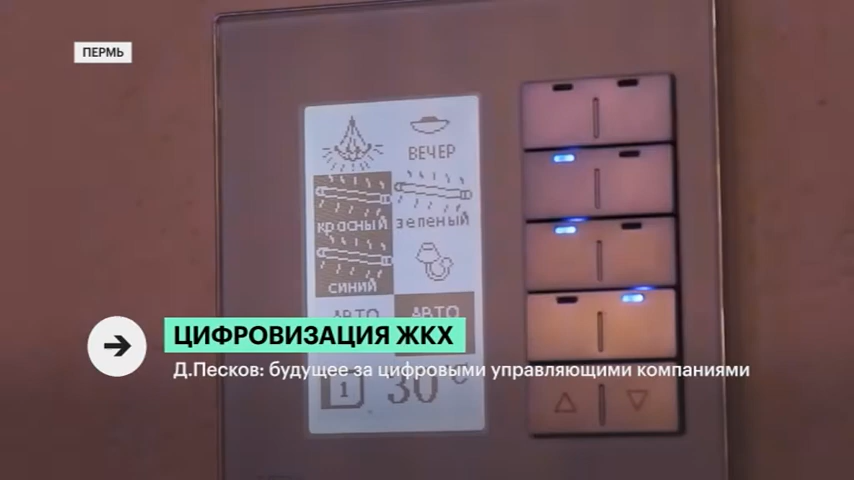 ПЕРМЬ
ВЕЧЕР
красный
зеленый
синий
АВТО
АВТО
ЦИФРОВИЗАЦИЯ ЖКХ
Д.Песков: будущее за цифровыми управляющими компаниями
1
30°C